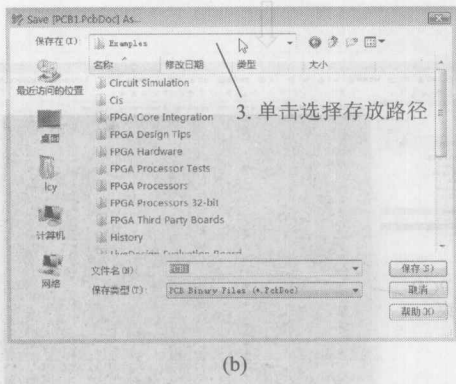 Save [PCB1.PcbDoc] As...
保存在(I):
Examples
名称
修改日期
类型
大小
最近访问的位置
桌面
lcy
计算机
网络
Circuit Simulation
Cis
FPGA Core Integration
FPGA Design Tips
FPGA Hardware
FPGA Processor Tests
FPGA Processors
FPGA Processors 32-bit
FPGA Third Party Boards
History
3. 单击选择存放路径
文件名(N):
保存(S)
保存类型(T):
PCB Binary Files (*.PcbDoc)
取消
帮助(H)
(b)